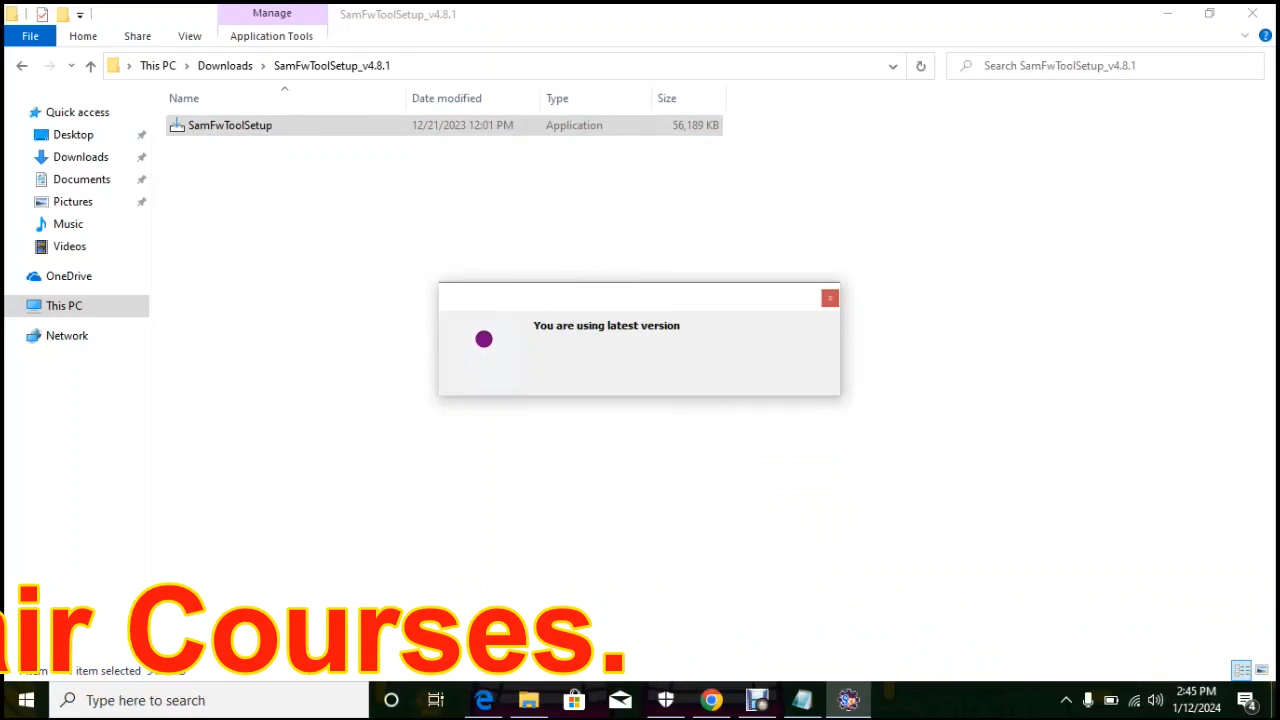 Manage
SamFwToolSetup_v4.8.1
File
Home
Share
View
Application Tools
This PC
Downloads
SamFwToolSetup_v4.8.1
Search SamFwToolSetup_v4.8.1
Name
Date modified
Type
Size
SamFwToolSetup
12/21/2023 12:01 PM
Application
56,189 KB
Quick access
Desktop
Downloads
Documents
Pictures
Music
Videos
OneDrive
This PC
Network
x
You are using latest version
air Courses.
item selected
Type here to search
2:45 PM
1/12/2024
4